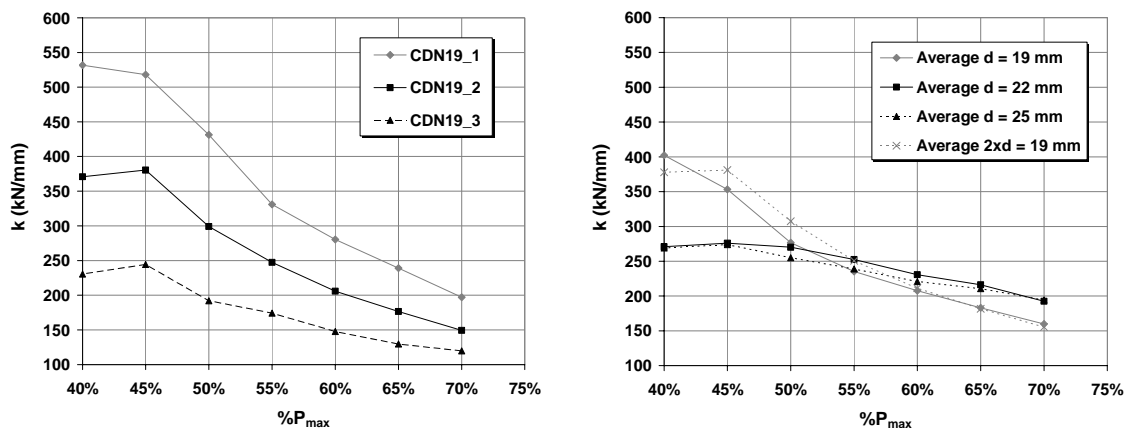 600
550
500
450
400
350
300
250
200
150
100
k (kN/mm)
40% 45% 50% 55% 60% 65% 70% 75%
%Pmax
CDN19_1
CDN19_2
CDN19_3
600
550
500
450
400
350
300
250
200
150
100
k (kN/mm)
40% 45% 50% 55% 60% 65% 70% 75%
%Pmax
Average d = 19 mm
Average d = 22 mm
Average d = 25 mm
Average 2xd = 19 mm